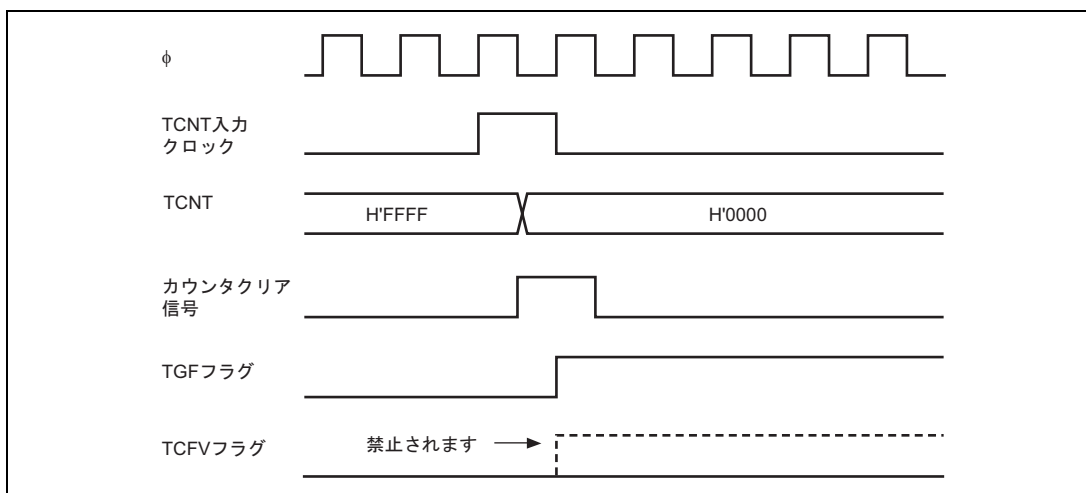 φ
TCNT入力
クロック
TCNT
H'FFFF
H'0000
カウンタクリア
信号
TGFフラグ
TCFVフラグ
禁止されます